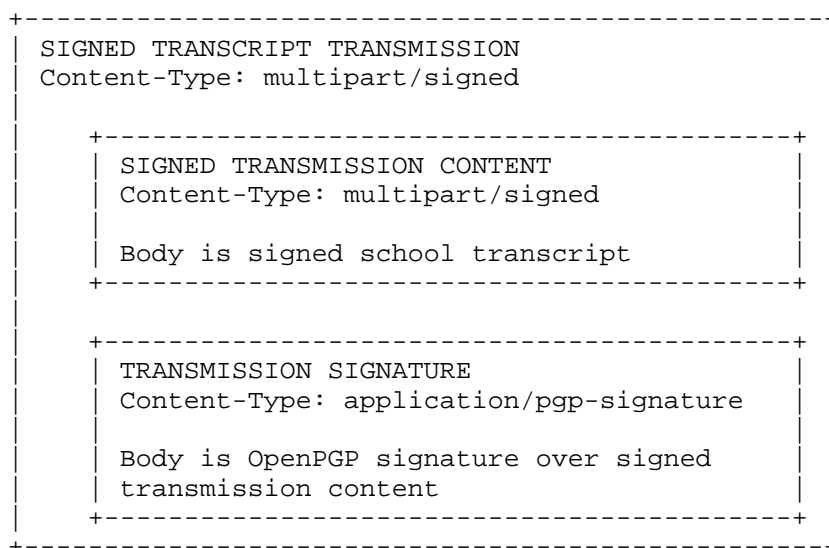 SIGNED TRANSCRIPT TRANSMISSION
Content-Type: multipart/signed
SIGNED TRANSMISSION CONTENT
Content-Type: multipart/signed
Body is signed school transcript
TRANSMISSION SIGNATURE
Content-Type: application/pgp-signature
Body is OpenPGP signature over signed
transmission content